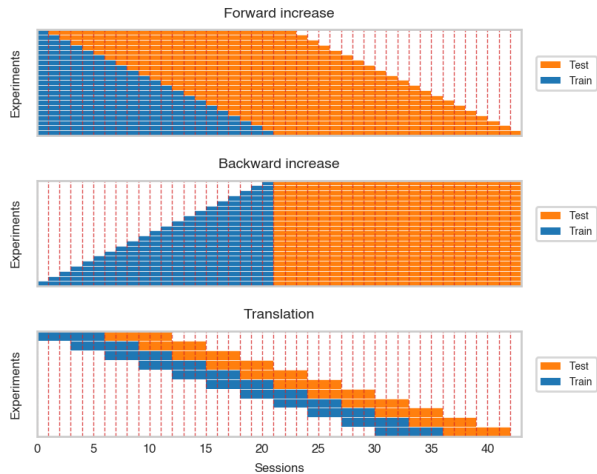 Forward increase
Experiments
Test
Train
Backward increase
Experiments
Test
Train
Translation
Experiments
Test
Train
0 5 10 15 20 25 30 35 40
Sessions